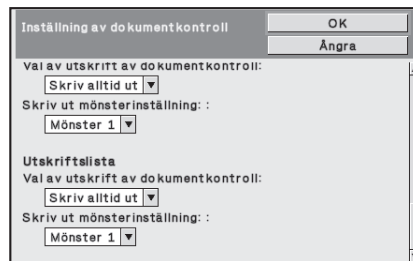 Inställning av dokumentkontroll
OK
Ångra
Val av utskrift av dokumentkontroll:
Skriv alltid ut
Skriv ut mönsterinställning: :
Mönster 1
Utskriftslista
Val av utskrift av dokumentkontroll:
Skriv alltid ut
Skriv ut mönsterinställning: :
Mönster 1